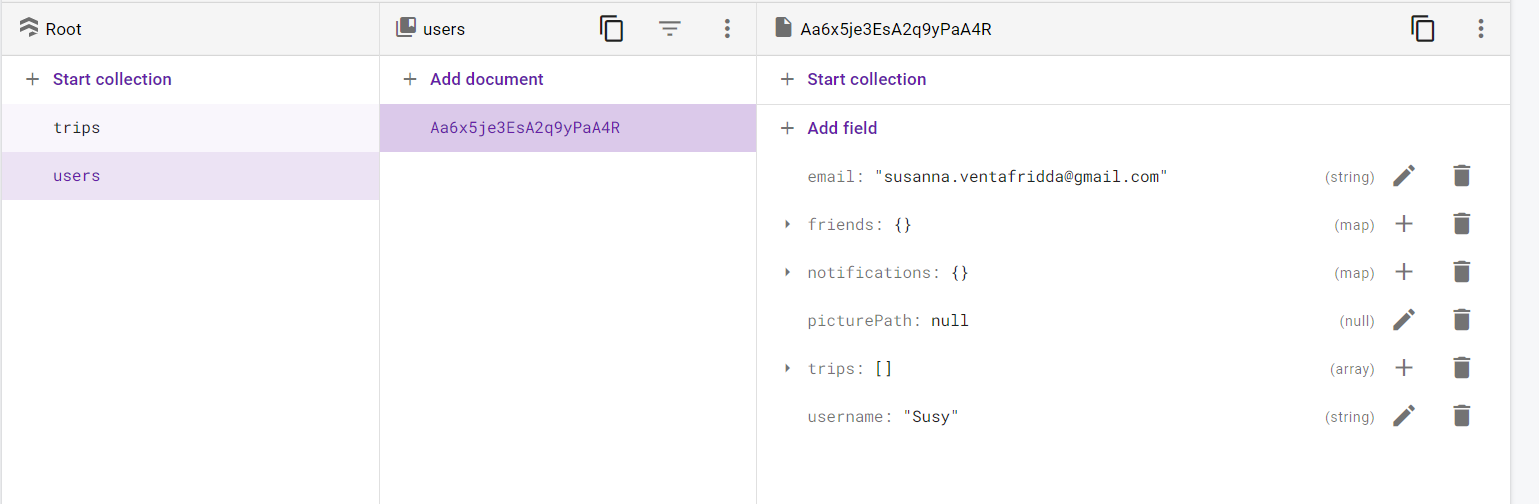 Root
users
Aa6x5je3EsA2q9yPaA4R
Start collection
Add document
Start collection
trips
Aa6x5je3EsA2q9yPaA4R
Add field
users
email: "susanna.ventafridda@gmail.com" (string)
friends: {} (map)
notifications: {} (map)
picturePath: null (null)
trips: [] (array)
username: "Susy" (string)